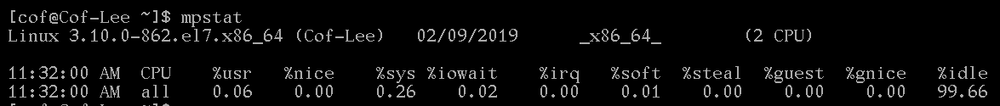 [cof@Cof-Lee ~]$ mpstat
Linux 3.10.0-862.el7.x86_64 (Cof-Lee) 02/09/2019 _x86_64_ (2 CPU)
11:32:00 AM CPU %usr %nice %sys %iowait %irq %soft %steal %guest %gnice %idle
11:32:00 AM all 0.06 0.00 0.26 0.02 0.00 0.01 0.00 0.00 0.00 99.66